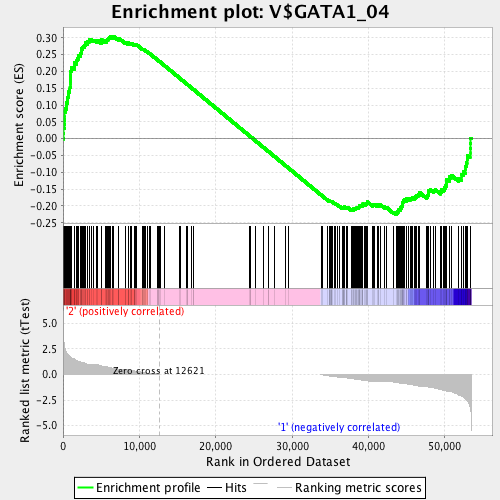 Enrichment plot: V$GATA1_04
Enrichment score (ES)
0.30
0.25
0.20
0.15
0.10
0.05
0.00
-0.05
-0.10
-0.15
-0.20
-0.25
'2' (positively correlated)
Zero cross at 12621
'1' (negatively correlated)
Ranked list metric (tTest)
5.0
2.5
0.0
-2.5
-5.0
0
10,000
20,000
30,000
40,000
50,000
Rank in Ordered Dataset
Enrichment profile
Hits
Ranking metric scores